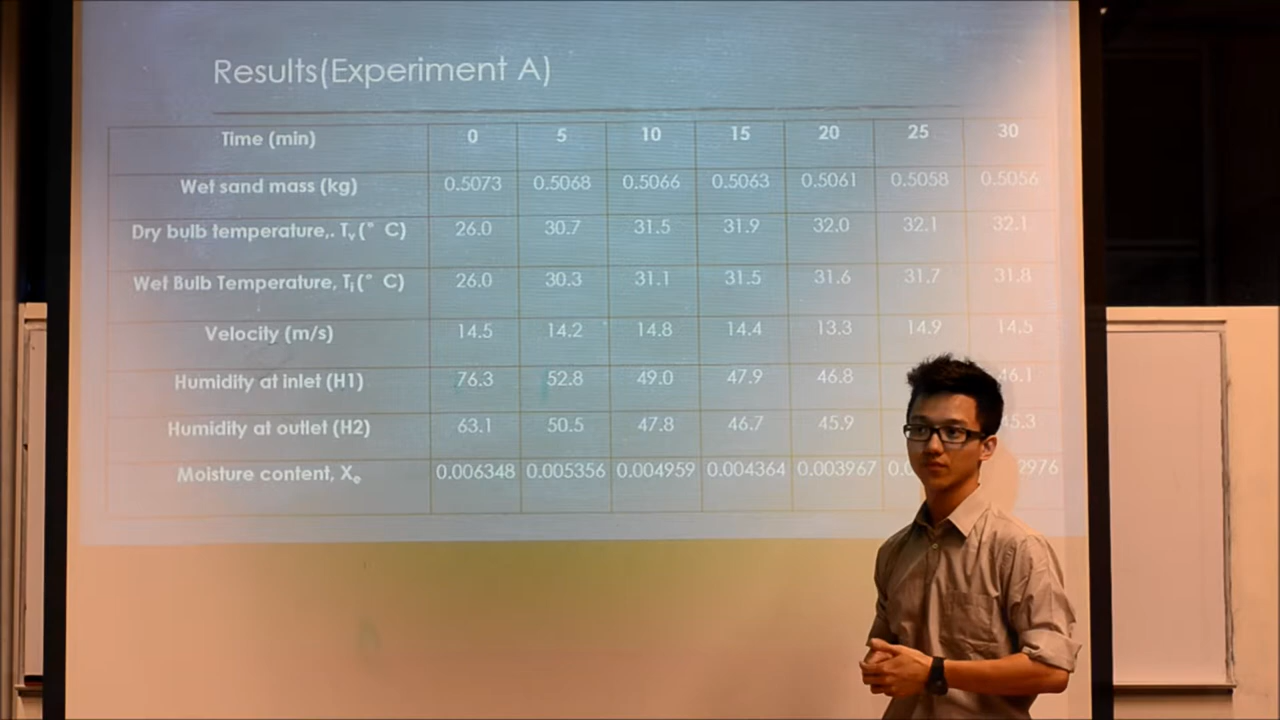 Results(Experiment A)
Time (min) 0 5 10 15 20 25 30
Wet sand mass (kg) 0.5073 0.5068 0.5066 0.5063 0.5061 0.5058 0.5056
Dry bulb temperature,. Tᵥ(° C) 26.0 30.7 31.5 31.9 32.0 32.1 32.1
Wet Bulb Temperature, Tᵢ(° C) 26.0 30.3 31.1 31.5 31.6 31.7 31.8
Velocity (m/s) 14.5 14.2 14.8 14.4 13.3 14.9 14.5
Humidity at inlet (H1) 76.3 52.8 49.0 47.9 46.8
Humidity at outlet (H2) 63.1 50.5 47.8 46.7 45.9
Moisture content, Xₑ 0.006348 0.005356 0.004959 0.004364 0.003967